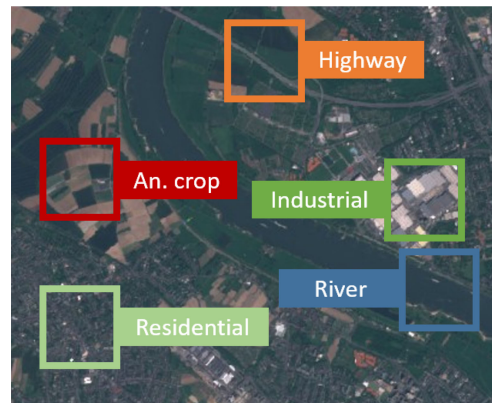 Highway
An. crop
Industrial
River
Residential